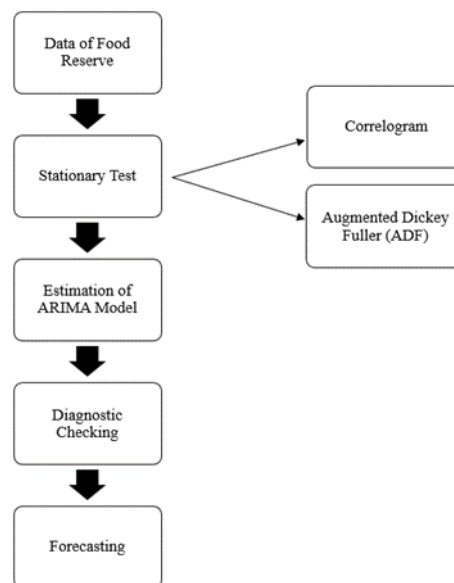 Data of Food
Reserve
Correlogram
Stationary Test
Augmented Dickey
Fuller (ADF)
Estimation of
ARIMA Model
Diagnostic
Checking
Forecasting